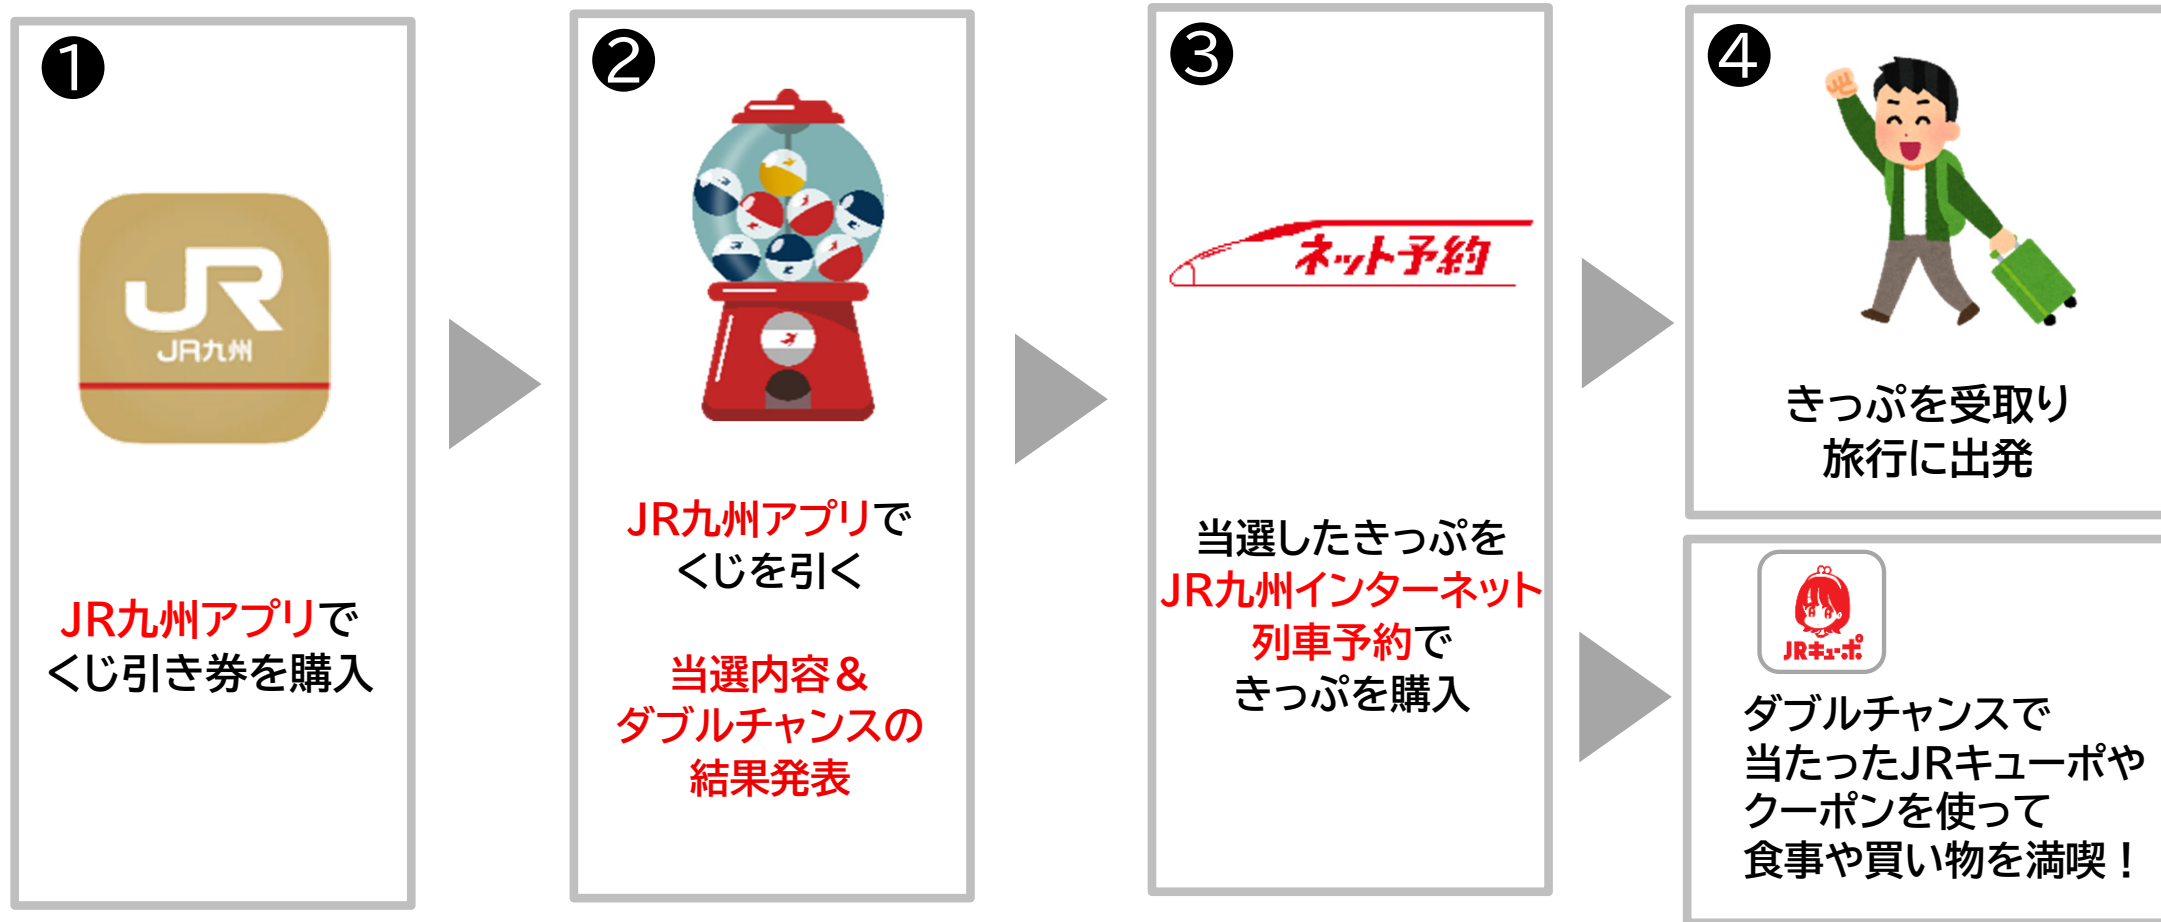 ❶
JR
JR九州
JR九州アプリで
くじ引き券を購入
❷
JR九州アプリで
くじを引く
当選内容＆
ダブルチャンスの
結果発表
❸
ネット予約
当選したきっぷを
JR九州インターネット
列車予約で
きっぷを購入
❹
きっぷを受取り
旅行に出発
JRキューポ
ダブルチャンスで
当たったJRキューポや
クーポンを使って
食事や買い物を満喫！